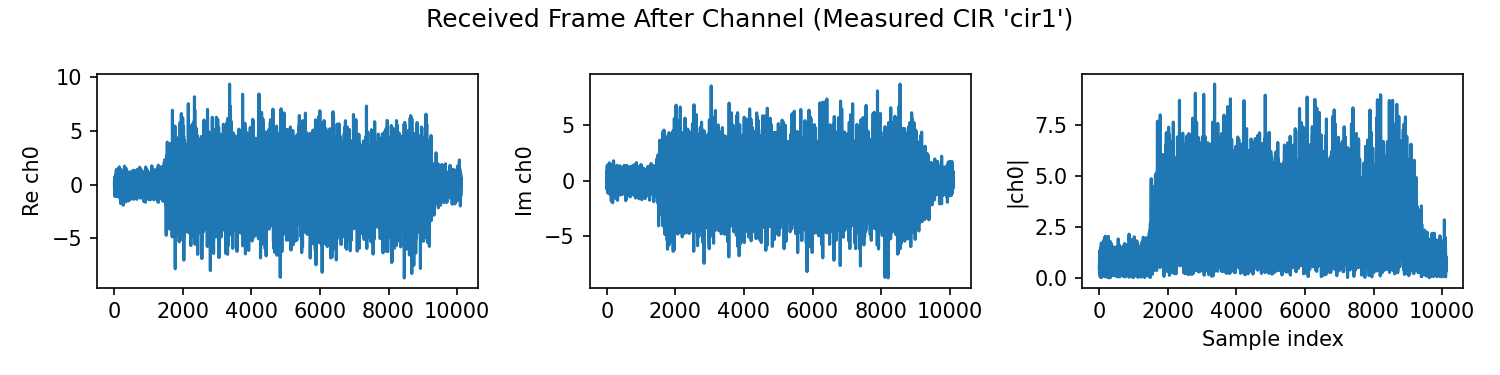 Received Frame After Channel (Measured CIR 'cir1')
Re ch0
10
5
0
−5
0 2000 4000 6000 8000 10000
Im ch0
5
0
−5
0 2000 4000 6000 8000 10000
|ch0|
7.5
5.0
2.5
0.0
0 2000 4000 6000 8000 10000
Sample index